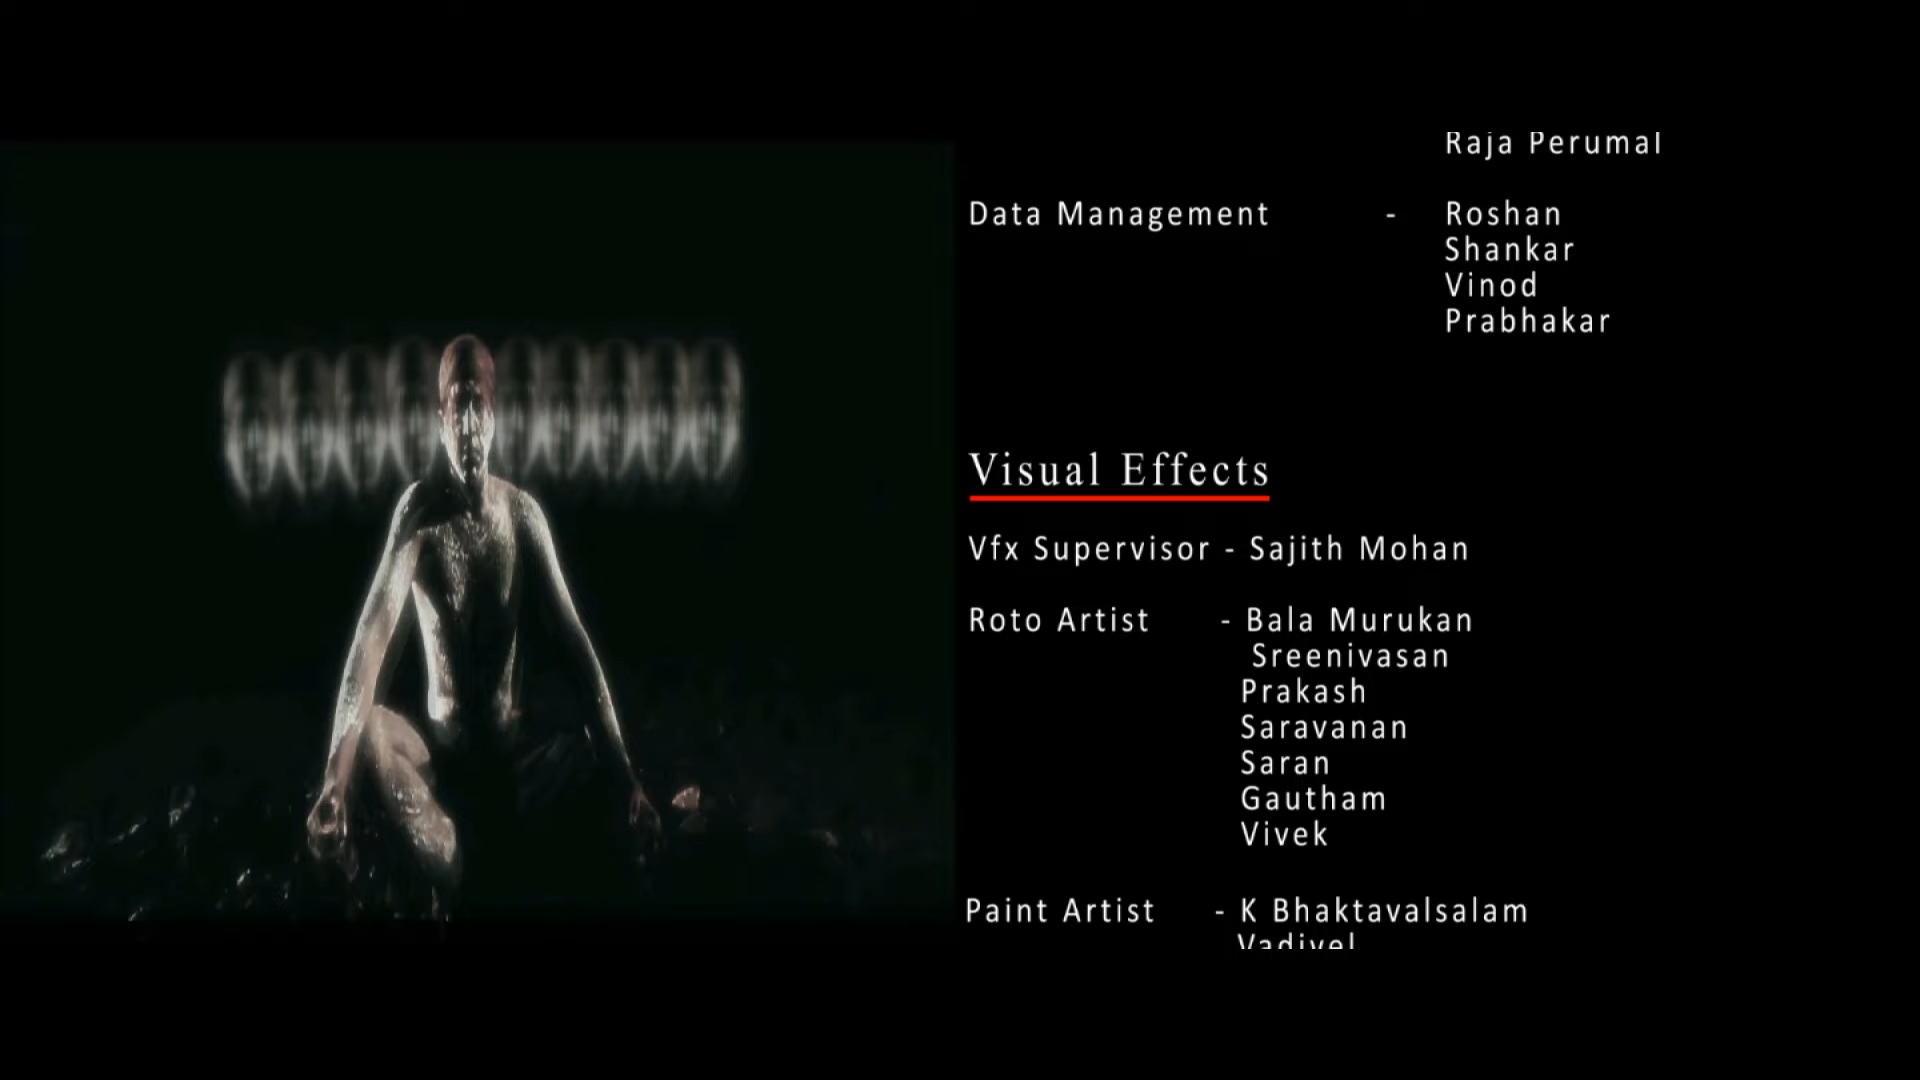 Raja Perumal
Data Management - Roshan
Shankar
Vinod
Prabhakar
Visual Effects
Vfx Supervisor - Sajith Mohan
Roto Artist - Bala Murukan
Sreenivasan
Prakash
Saravanan
Saran
Gautham
Vivek
Paint Artist - K Bhaktavalsalam
Vadivel